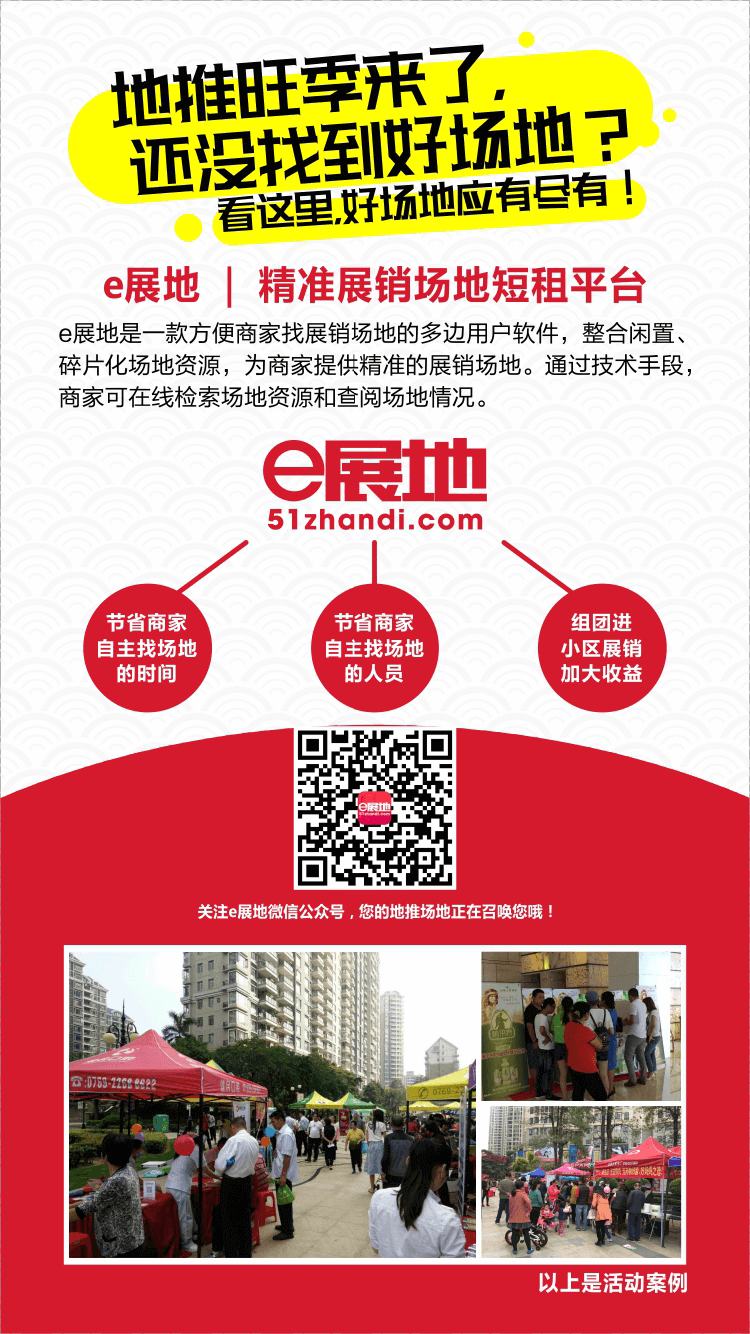 地推旺季来了,
还没找到好场地？
看这里,好场地应有尽有！
e展地 | 精准展销场地短租平台
e展地是一款方便商家找展销场地的多边用户软件，整合闲置、
碎片化场地资源，为商家提供精准的展销场地。通过技术手段，
商家可在线检索场地资源和查阅场地情况。
e展地
51zhandi.com
节省商家
自主找场地
的时间
节省商家
自主找场地
的人员
组团进
小区展销
加大收益
e展地
51zhandi.com
关注e展地微信公众号，您的地推场地正在召唤您哦！
以上是活动案例